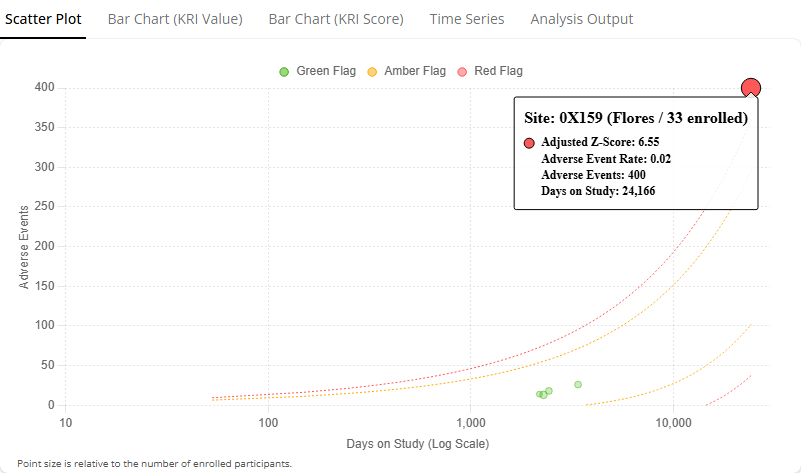 Scatter Plot Bar Chart (KRI Value) Bar Chart (KRI Score) Time Series Analysis Output
Green Flag Amber Flag Red Flag
400
350
300
250
200
150
100
50
0
Adverse Events
Site: 0X159 (Flores / 33 enrolled)
Adjusted Z-Score: 6.55
Adverse Event Rate: 0.02
Adverse Events: 400
Days on Study: 24,166
10 100 1,000 10,000
Days on Study (Log Scale)
Point size is relative to the number of enrolled participants.